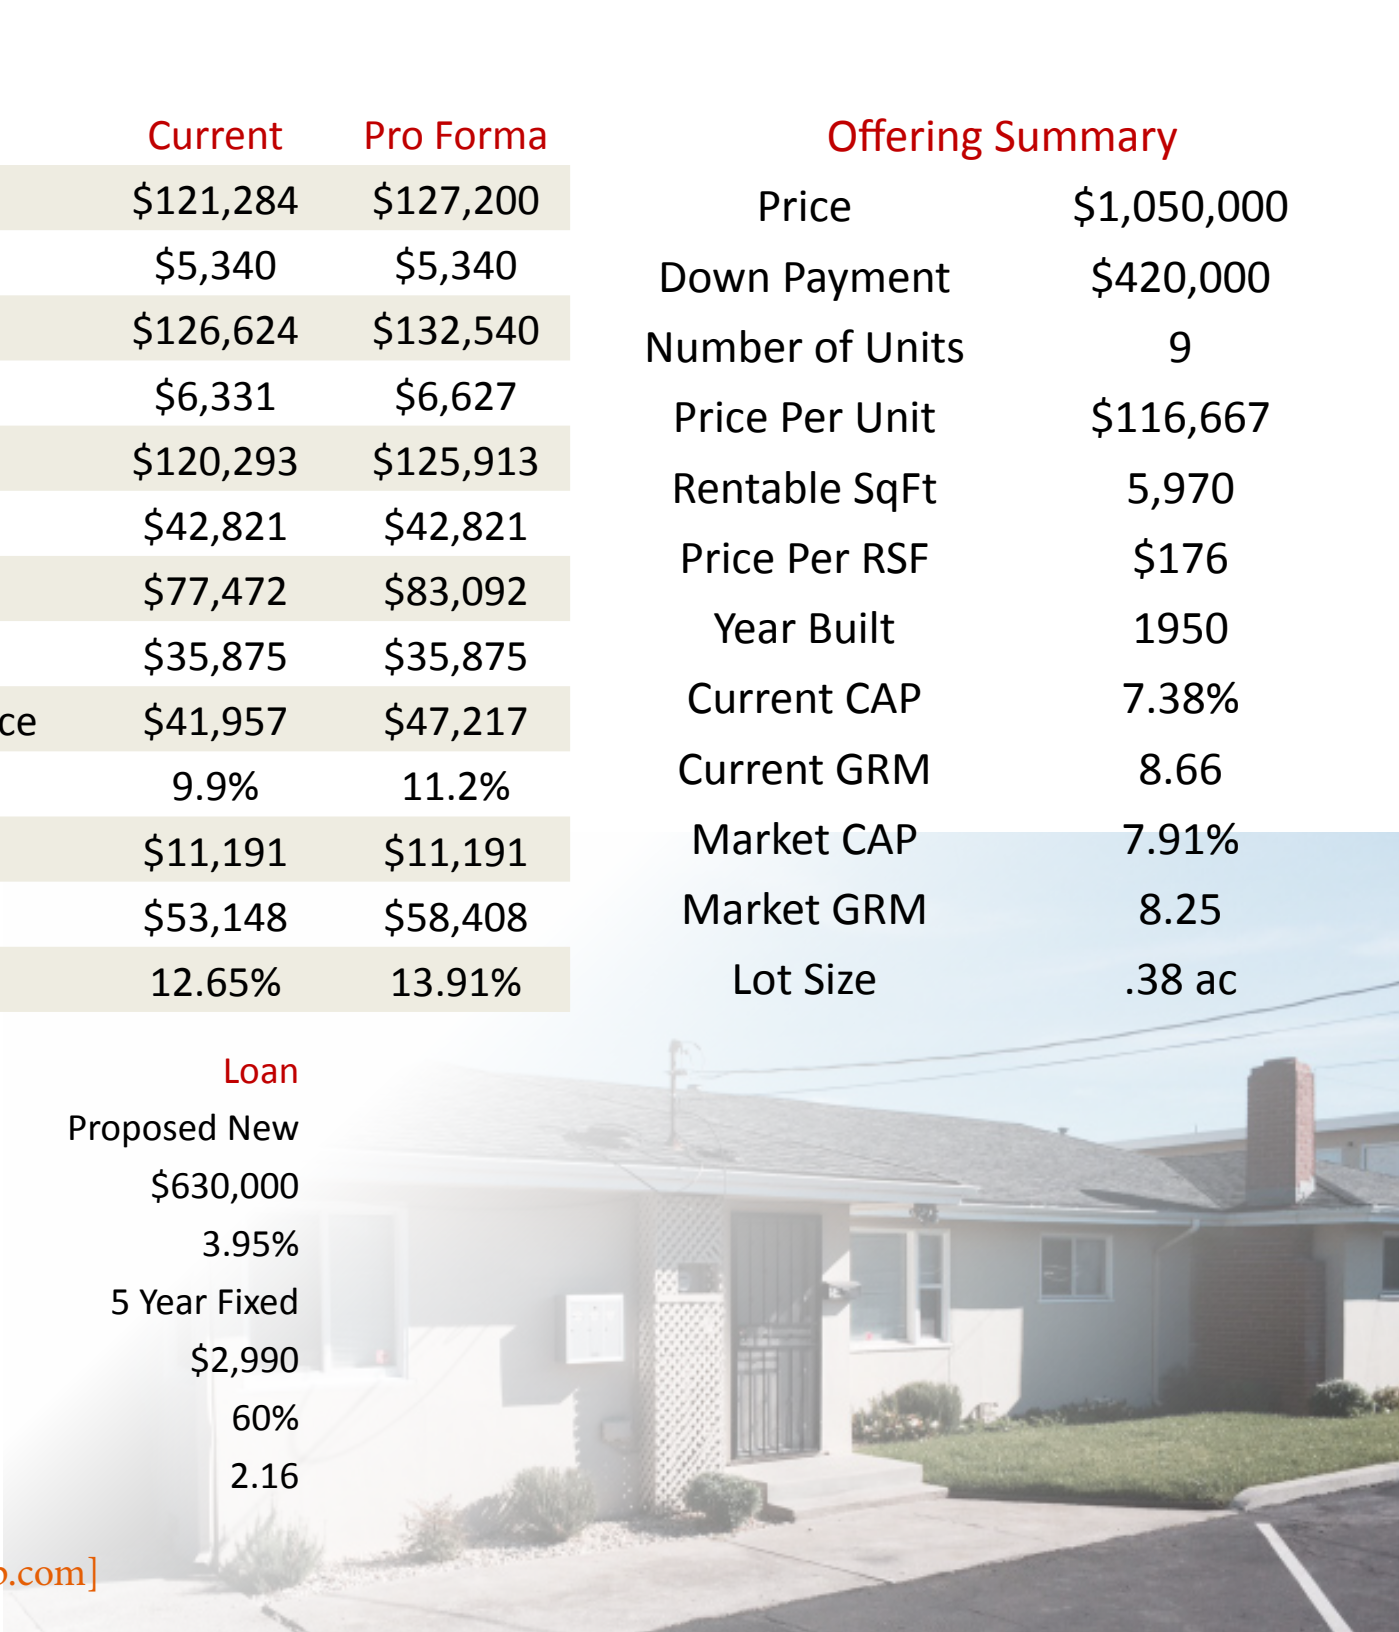 Current Pro Forma
$121,284 $127,200
$5,340 $5,340
$126,624 $132,540
$6,331 $6,627
$120,293 $125,913
$42,821 $42,821
$77,472 $83,092
$35,875 $35,875
ce $41,957 $47,217
9.9% 11.2%
$11,191 $11,191
$53,148 $58,408
12.65% 13.91%
Offering Summary
Price $1,050,000
Down Payment $420,000
Number of Units 9
Price Per Unit $116,667
Rentable SqFt 5,970
Price Per RSF $176
Year Built 1950
Current CAP 7.38%
Current GRM 8.66
Market CAP 7.91%
Market GRM 8.25
Lot Size .38 ac
Loan
Proposed New
$630,000
3.95%
5 Year Fixed
$2,990
60%
2.16
.com]